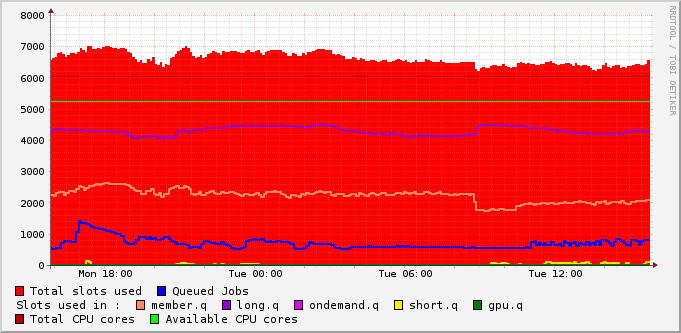 8000
7000
6000
5000
4000
3000
2000
1000
0
Mon 18:00 Tue 00:00 Tue 06:00 Tue 12:00
RRDTOOL / TOBI OETIKER
Total slots used Queued Jobs
Slots used in : member.q long.q ondemand.q short.q gpu.q
Total CPU cores Available CPU cores